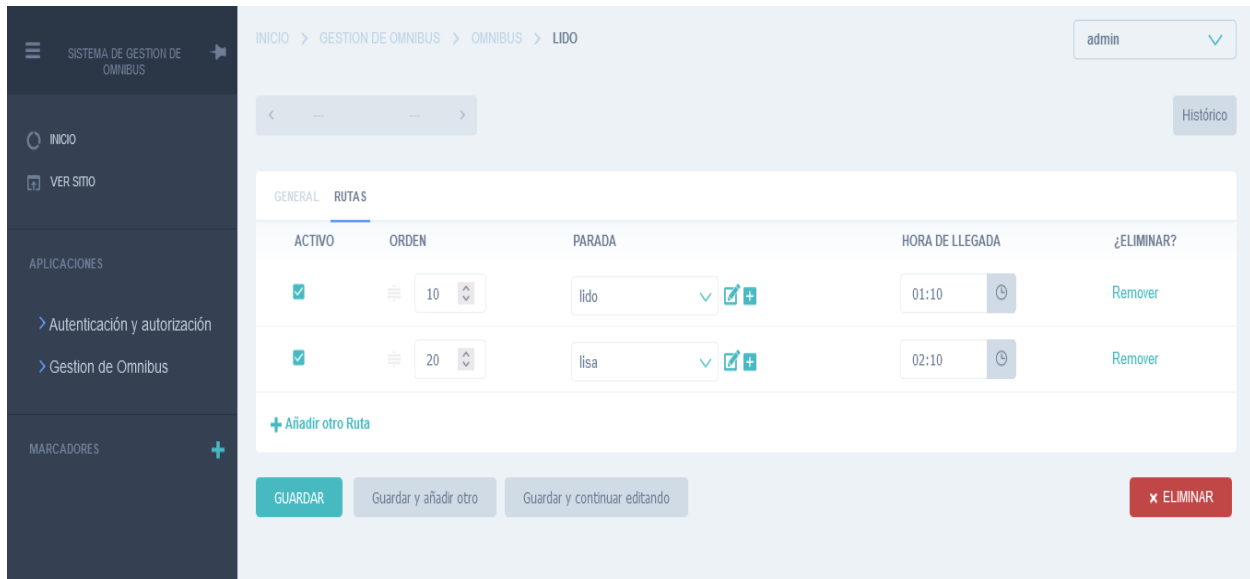 SISTEMA DE GESTION DE
OMNIBUS
INICIO > GESTION DE OMNIBUS > OMNIBUS > LIDO
admin
< --- --- >
Histórico
INICIO
VER SITIO
APLICACIONES
> Autenticación y autorización
> Gestion de Omnibus
MARCADORES +
GENERAL RUTAS
ACTIVO ORDEN PARADA HORA DE LLEGADA ¿ELIMINAR?
10 lido 01:10 Remover
20 lisa 02:10 Remover
+ Añadir otro Ruta
GUARDAR Guardar y añadir otro Guardar y continuar editando × ELIMINAR